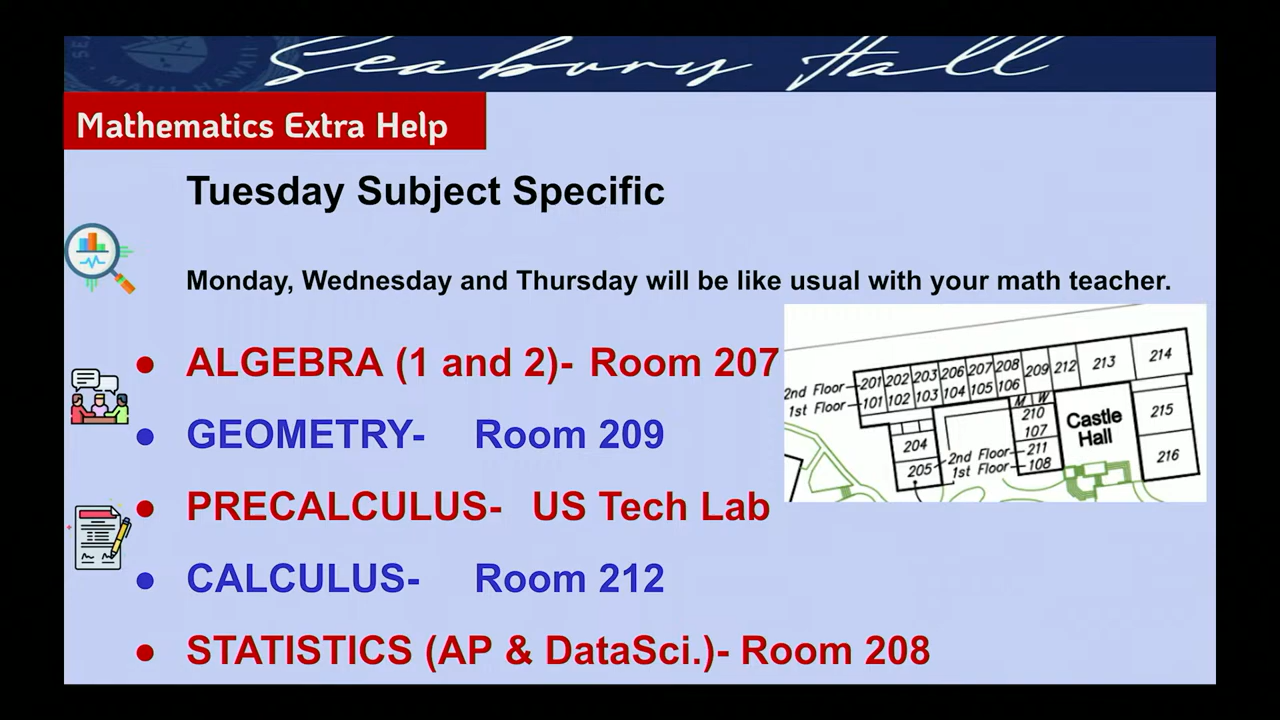 Seabury Hall
MAUI, HAWAII
Mathematics Extra Help
Tuesday Subject Specific
Monday, Wednesday and Thursday will be like usual with your math teacher.
● ALGEBRA (1 and 2)- Room 207
● GEOMETRY- Room 209
● PRECALCULUS- US Tech Lab
● CALCULUS- Room 212
● STATISTICS (AP & DataSci.)- Room 208
2nd Floor 201 202 203 206 207 208 209 212 213 214
1st Floor 101 102 103 104 105 106
M W
210
107
211
108
204
205
2nd Floor
1st Floor
Castle
Hall
215
216